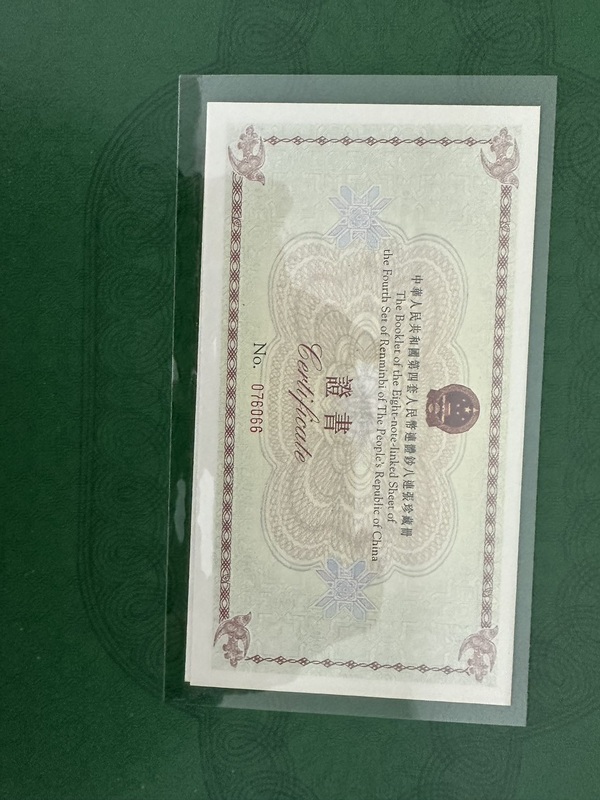 中華人民共和國第四套人民幣連體鈔八連張珍藏冊
The Booklet of the Eight-note-linked Sheet of
the Fourth Set of Renminbi of The People's Republic of China
證書
Certificate
No. 076066